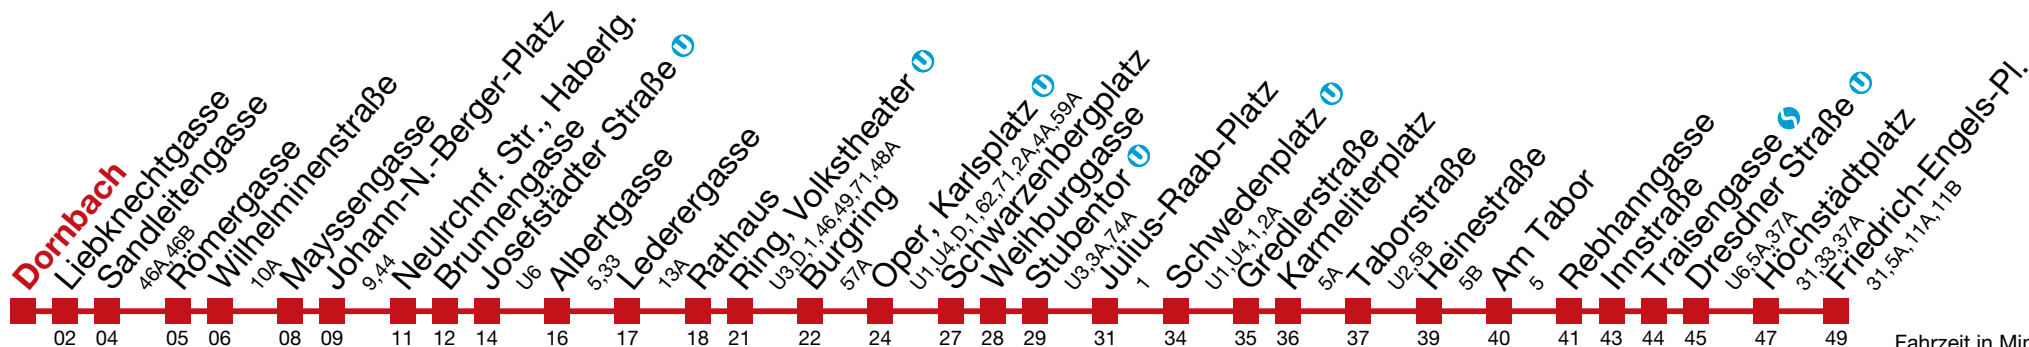 Dornbach
Liebknechtgasse
Sandleitengasse
46A,46B
Römergasse
Wilhelminenstraße
10A
Mayssengasse
Johann-N.-Berger-Platz
9,44
Neulrchnf. Str., Haberlg.
Brunnengasse
Josefstädter Straße U
U6
Albertgasse
5,33
Lederergasse
13A
Rathaus
Ring, Volkstheater U
U3,D,1,46,49,71,48A
Burgring
57A
Oper, Karlsplatz U
U1,U4,D,1,62,71,2A,4A,59A
Schwarzenbergplatz
Weihburggasse
Stubentor U
U3,3A,74A
Julius-Raab-Platz
1
Schwedenplatz U
U1,U4,1,2A
Gredlerstraße
Karmeliterplatz
5A
Taborstraße
U2,5B
Heinestraße
5B
Am Tabor
5
Rebhanngasse
Innstraße
Traisengasse S
Dresdner Straße U
U6,5A,37A
Höchstädtplatz
31,33,37A
Friedrich-Engels-Pl.
31,5A,11A,11B
02 04 05 06 08 09 11 12 14 16 17 18 21 22 24 27 28 29 31 34 35 36 37 39 40 41 43 44 45 47 49
Fahrzeit in Min